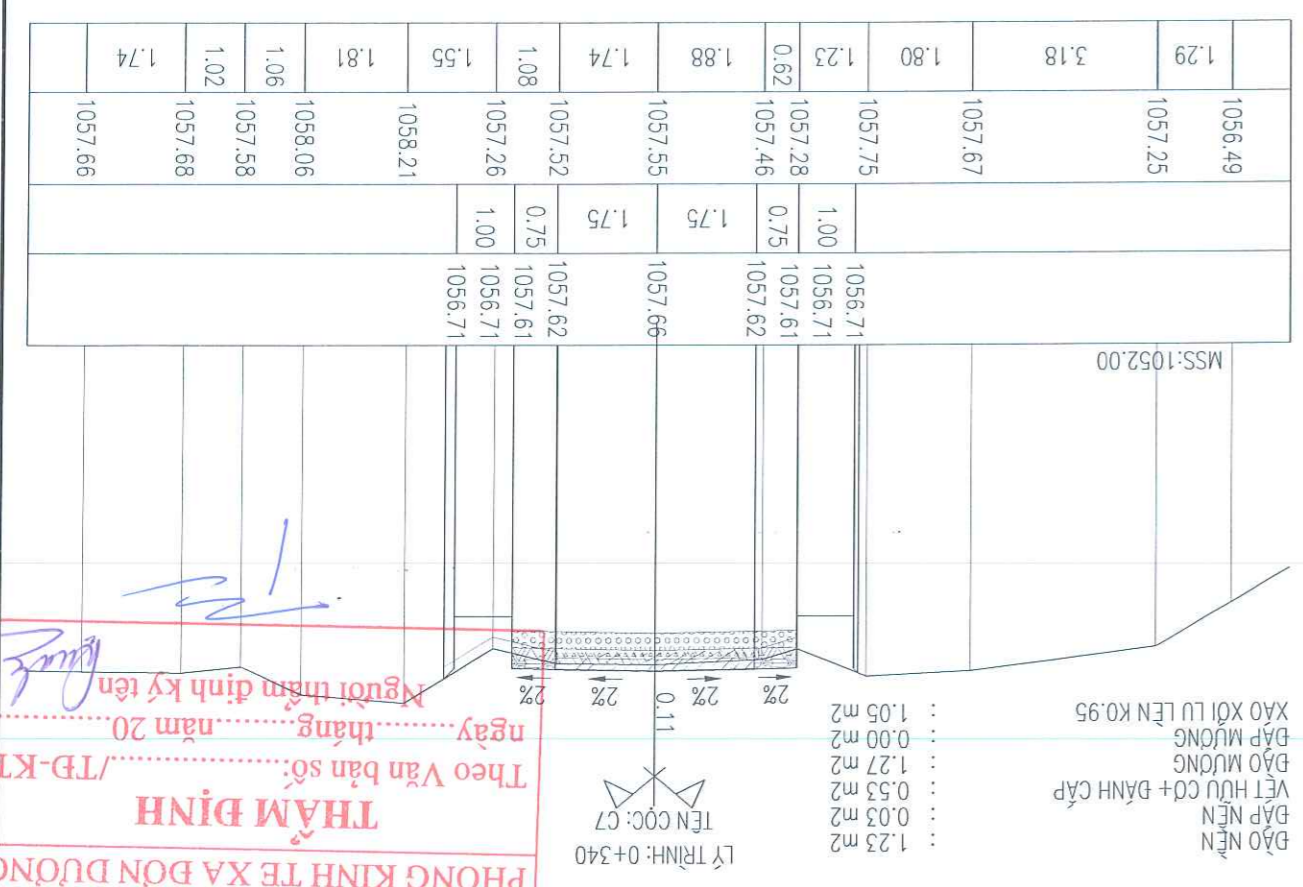 PHÒNG KINH TẾ XÃ ĐƠN DƯƠNG
THẨM ĐỊNH
Theo Văn bản số:................/TĐ-KT
ngày.........tháng.........năm 20.........
Người thẩm định ký tên
LÝ TRÌNH: 0+340
TÊN CỌC: C7
ĐÀO NỀN : 1.23 m2
ĐẮP NỀN : 0.03 m2
VÉT HỮU CƠ+ ĐÁNH CẤP : 0.53 m2
ĐÀO MƯƠNG : 1.27 m2
ĐẮP MƯƠNG : 0.00 m2
XÁO XỚI LU LÈN K0.95 : 1.05 m2
0.11
2% 2% 2% 2%
MSS:1052.00
1056.71 1056.71 1057.61 1057.62 1057.66 1057.62 1057.61 1056.71 1056.71
1.00 0.75 1.75 1.75 0.75 1.00
1056.49 1057.25 1057.67 1057.75 1057.28 1057.46 1057.55 1057.52 1057.26 1058.21 1058.06 1057.58 1057.68 1057.66
1.29 3.18 1.80 1.23 0.62 1.88 1.74 1.08 1.55 1.81 1.06 1.02 1.74